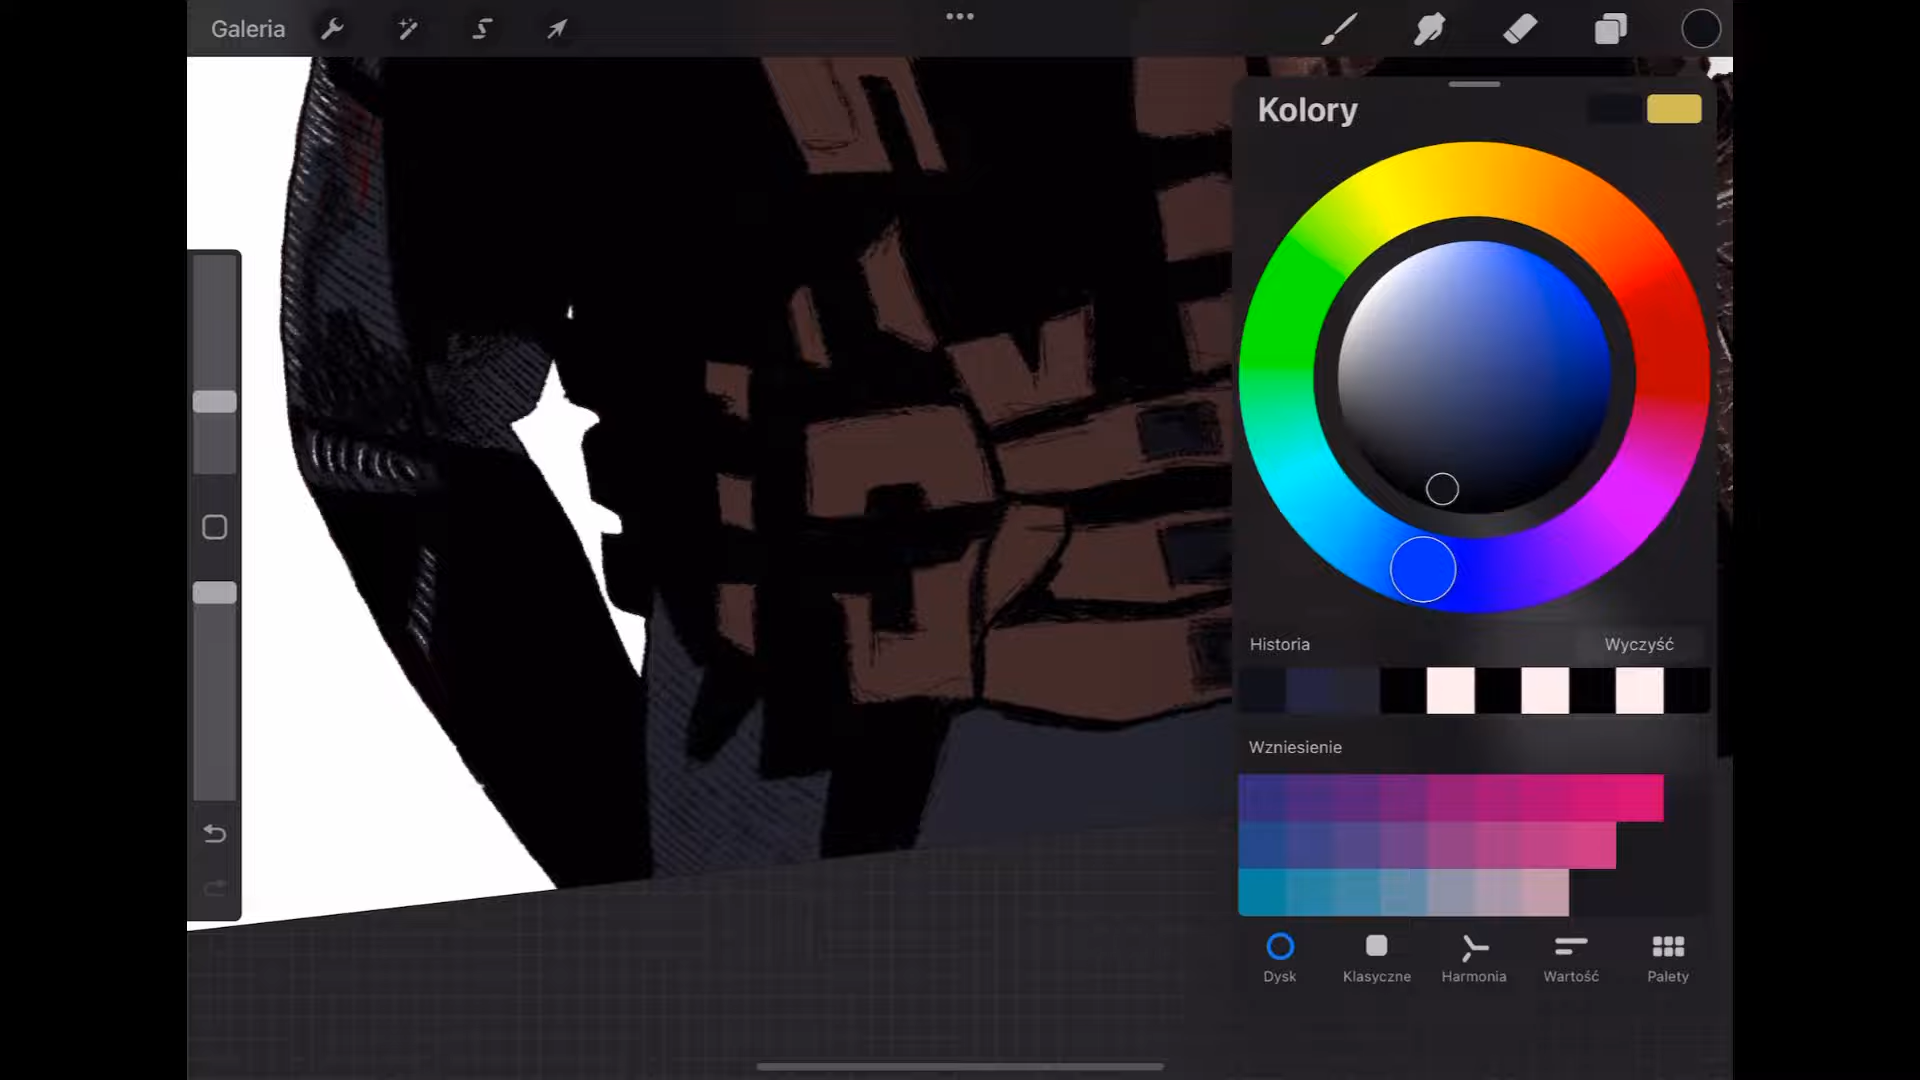 Galeria
Kolory
Historia Wyczyść
Wzniesienie
Dysk Klasyczne Harmonia Wartość Palety